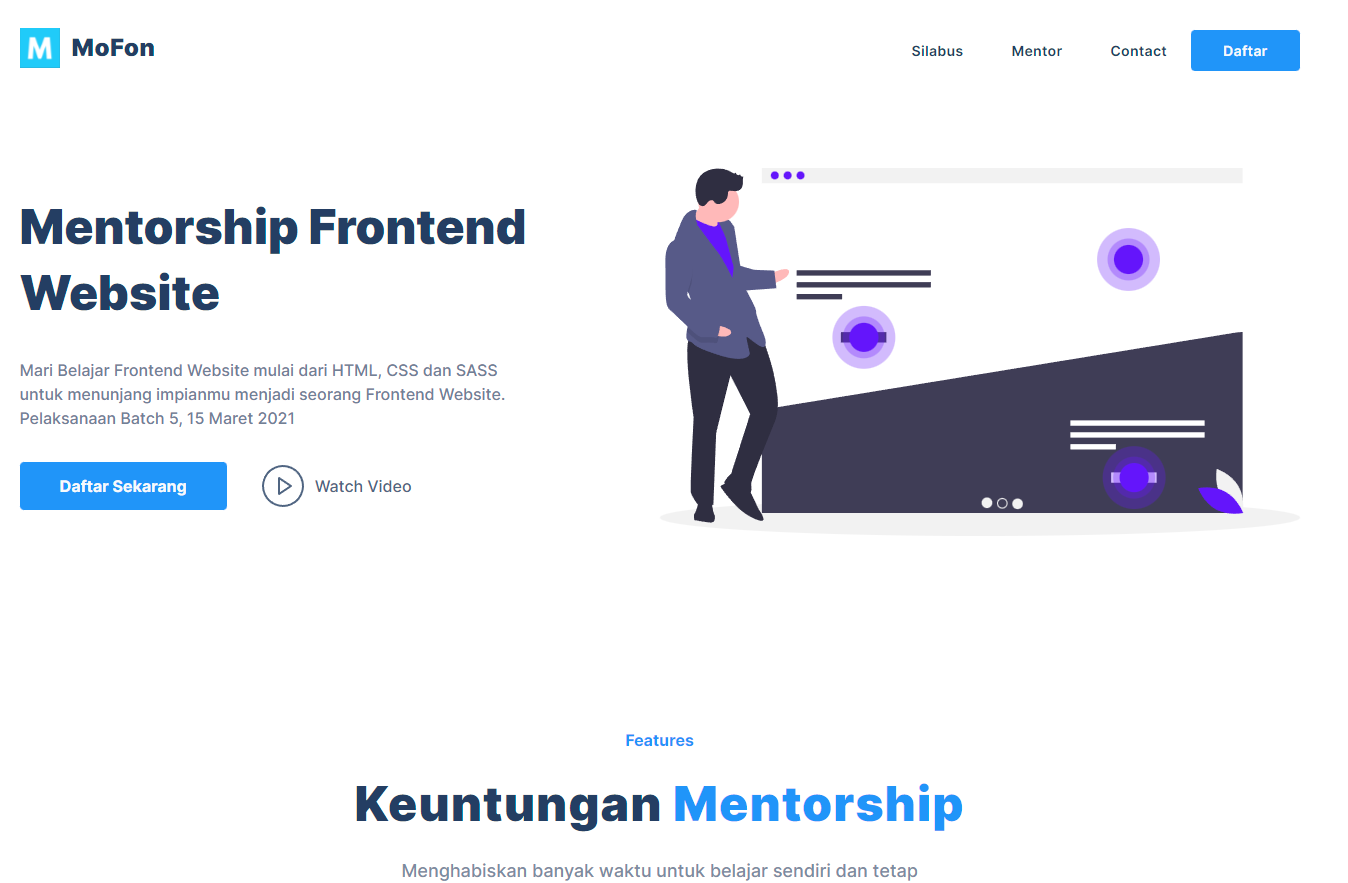 M MoFon
Silabus Mentor Contact Daftar
Mentorship Frontend
Website
Mari Belajar Frontend Website mulai dari HTML, CSS dan SASS
untuk menunjang impianmu menjadi seorang Frontend Website.
Pelaksanaan Batch 5, 15 Maret 2021
Daftar Sekarang Watch Video
Features
Keuntungan Mentorship
Menghabiskan banyak waktu untuk belajar sendiri dan tetap